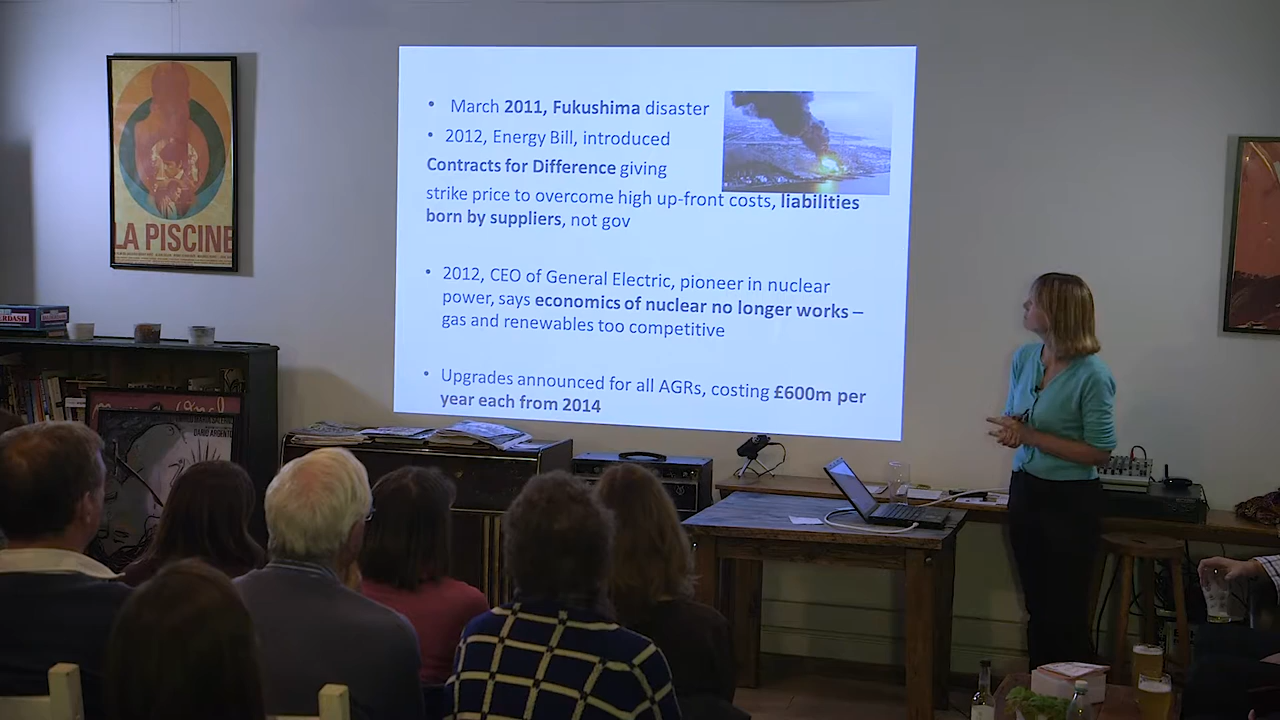 LA PISCINE
• March 2011, Fukushima disaster
• 2012, Energy Bill, introduced
Contracts for Difference giving
strike price to overcome high up-front costs, liabilities
born by suppliers, not gov
• 2012, CEO of General Electric, pioneer in nuclear
power, says economics of nuclear no longer works –
gas and renewables too competitive
• Upgrades announced for all AGRs, costing £600m per
year each from 2014
DARIO ARGENTO